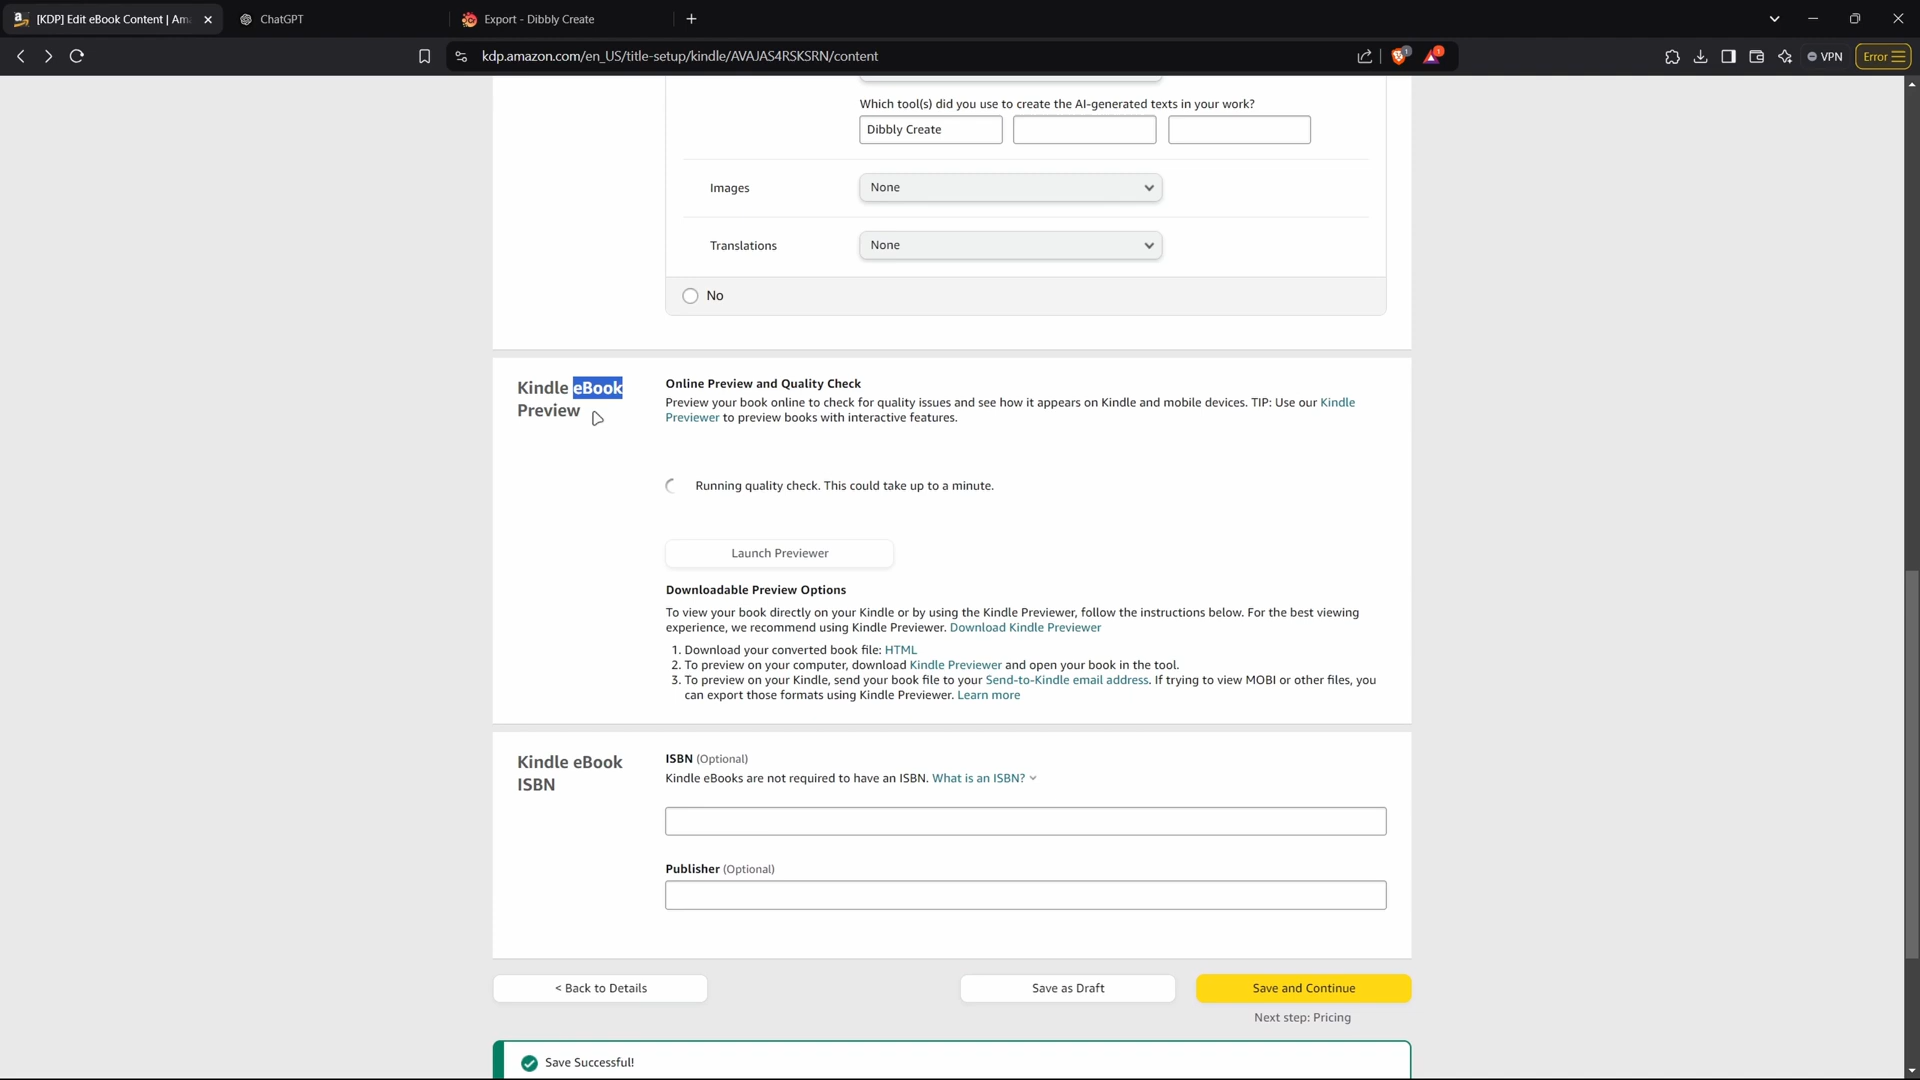 [KDP] Edit eBook Content | Am
ChatGPT
Export - Dibbly Create
kdp.amazon.com/en_US/title-setup/kindle/AVAJAS4RSKSRN/content
VPN
Error
Which tool(s) did you use to create the AI-generated texts in your work?
Dibbly Create
Images
None
Translations
None
No
Kindle eBook
Preview
Online Preview and Quality Check
Preview your book online to check for quality issues and see how it appears on Kindle and mobile devices. TIP: Use our Kindle
Previewer to preview books with interactive features.
Running quality check. This could take up to a minute.
Launch Previewer
Downloadable Preview Options
To view your book directly on your Kindle or by using the Kindle Previewer, follow the instructions below. For the best viewing
experience, we recommend using Kindle Previewer. Download Kindle Previewer
1. Download your converted book file: HTML
2. To preview on your computer, download Kindle Previewer and open your book in the tool.
3. To preview on your Kindle, send your book file to your Send-to-Kindle email address. If trying to view MOBI or other files, you
can export those formats using Kindle Previewer. Learn more
Kindle eBook
ISBN
ISBN (Optional)
Kindle eBooks are not required to have an ISBN. What is an ISBN?
Publisher (Optional)
< Back to Details
Save as Draft
Save and Continue
Next step: Pricing
Save Successful!